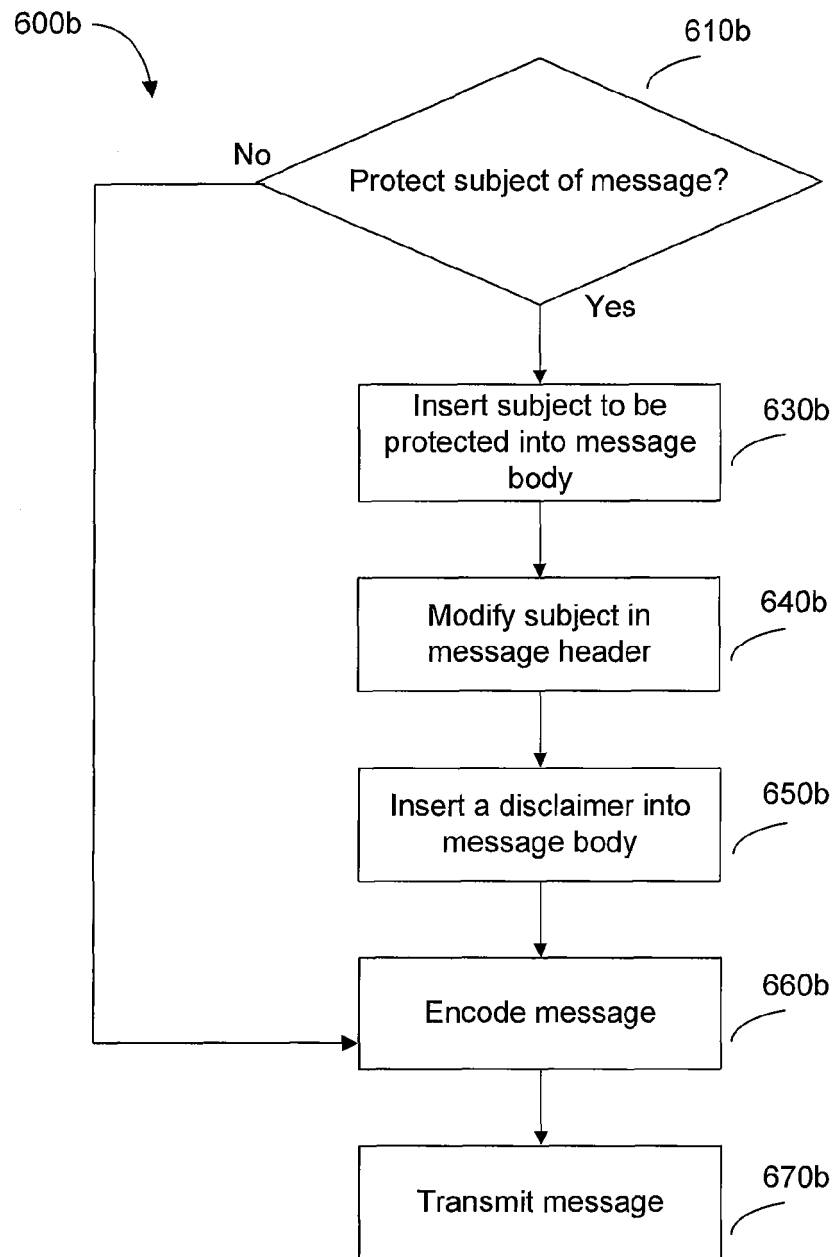 600b
610b
No
Protect subject of message?
Yes
Insert subject to be
protected into message
body
630b
Modify subject in
message header
640b
Insert a disclaimer into
message body
650b
Encode message
660b
Transmit message
670b